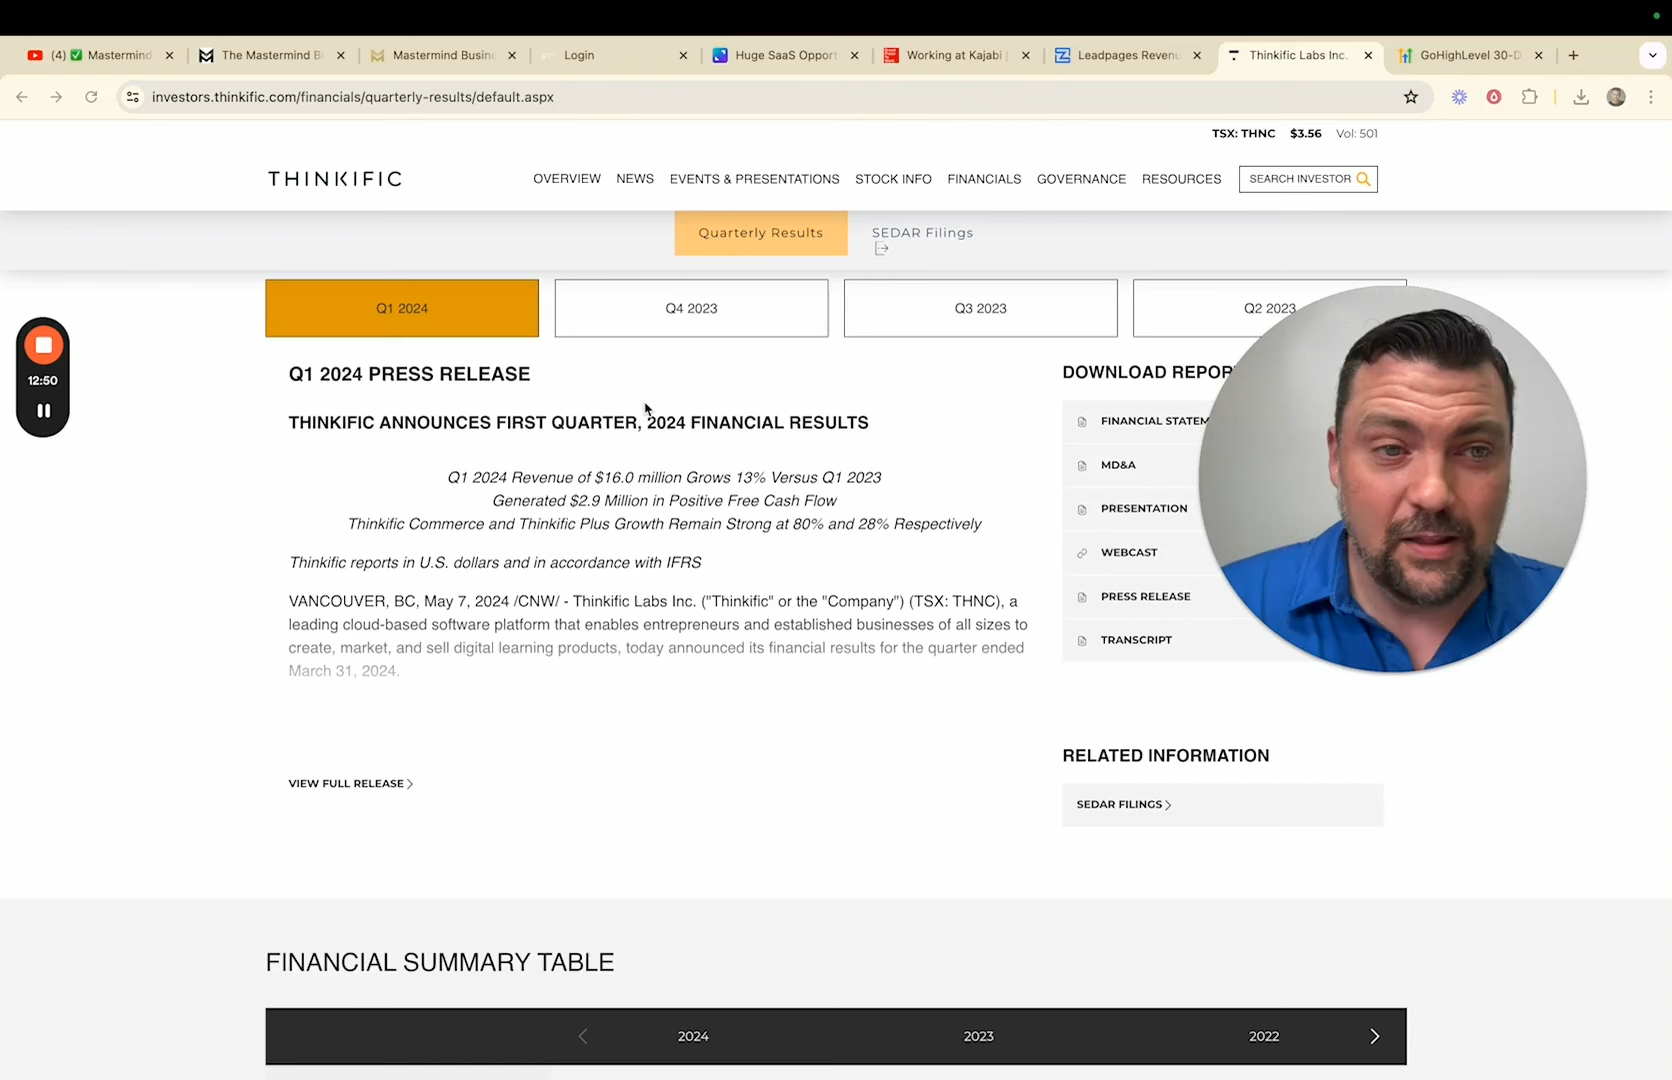 (4) ✅ Mastermind
The Mastermind B
Mastermind Busine
Login
Huge SaaS Opport
Working at Kajabi
Leadpages Revenu
Thinkific Labs Inc.
GoHighLevel 30-D
investors.thinkific.com/financials/quarterly-results/default.aspx
TSX: THNC $3.56 Vol: 501
THINKIFIC
OVERVIEW NEWS EVENTS & PRESENTATIONS STOCK INFO FINANCIALS GOVERNANCE RESOURCES
SEARCH INVESTOR
Quarterly Results
SEDAR Filings
Q1 2024
Q4 2023
Q3 2023
Q2 2023
12:50
Q1 2024 PRESS RELEASE
THINKIFIC ANNOUNCES FIRST QUARTER, 2024 FINANCIAL RESULTS
Q1 2024 Revenue of $16.0 million Grows 13% Versus Q1 2023
Generated $2.9 Million in Positive Free Cash Flow
Thinkific Commerce and Thinkific Plus Growth Remain Strong at 80% and 28% Respectively
Thinkific reports in U.S. dollars and in accordance with IFRS
VANCOUVER, BC, May 7, 2024 /CNW/ - Thinkific Labs Inc. ("Thinkific" or the "Company") (TSX: THNC), a
leading cloud-based software platform that enables entrepreneurs and established businesses of all sizes to
create, market, and sell digital learning products, today announced its financial results for the quarter ended
March 31, 2024.
VIEW FULL RELEASE
DOWNLOAD REPOR
FINANCIAL STATEM
MD&A
PRESENTATION
WEBCAST
PRESS RELEASE
TRANSCRIPT
RELATED INFORMATION
SEDAR FILINGS
FINANCIAL SUMMARY TABLE
2024
2023
2022